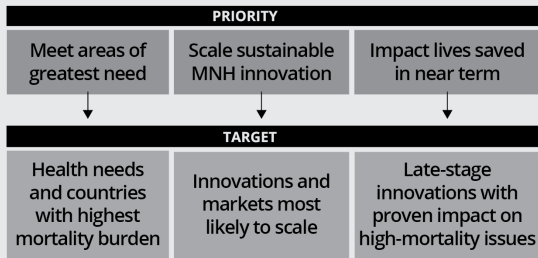 PRIORITY
Meet areas of
greatest need
Scale sustainable
MNH innovation
Impact lives saved
in near term
TARGET
Health needs
and countries
with highest
mortality burden
Innovations and
markets most
likely to scale
Late-stage
innovations with
proven impact on
high-mortality issues